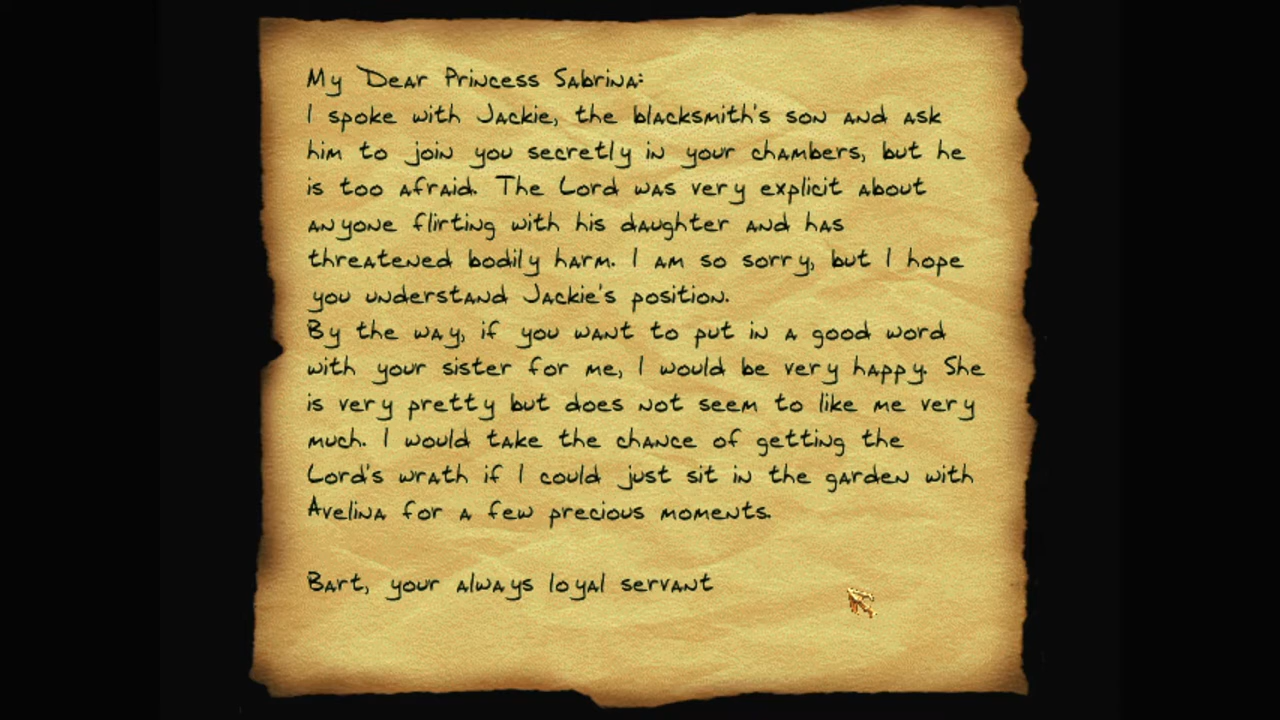 My Dear Princess Sabrina:
I spoke with Jackie, the blacksmith's son and ask
him to join you secretly in your chambers, but he
is too afraid. The Lord was very explicit about
anyone flirting with his daughter and has
threatened bodily harm. I am so sorry, but I hope
you understand Jackie's position.
By the way, if you want to put in a good word
with your sister for me, I would be very happy. She
is very pretty but does not seem to like me very
much. I would take the chance of getting the
Lord's wrath if I could just sit in the garden with
Avelina for a few precious moments.
Bart, your always loyal servant